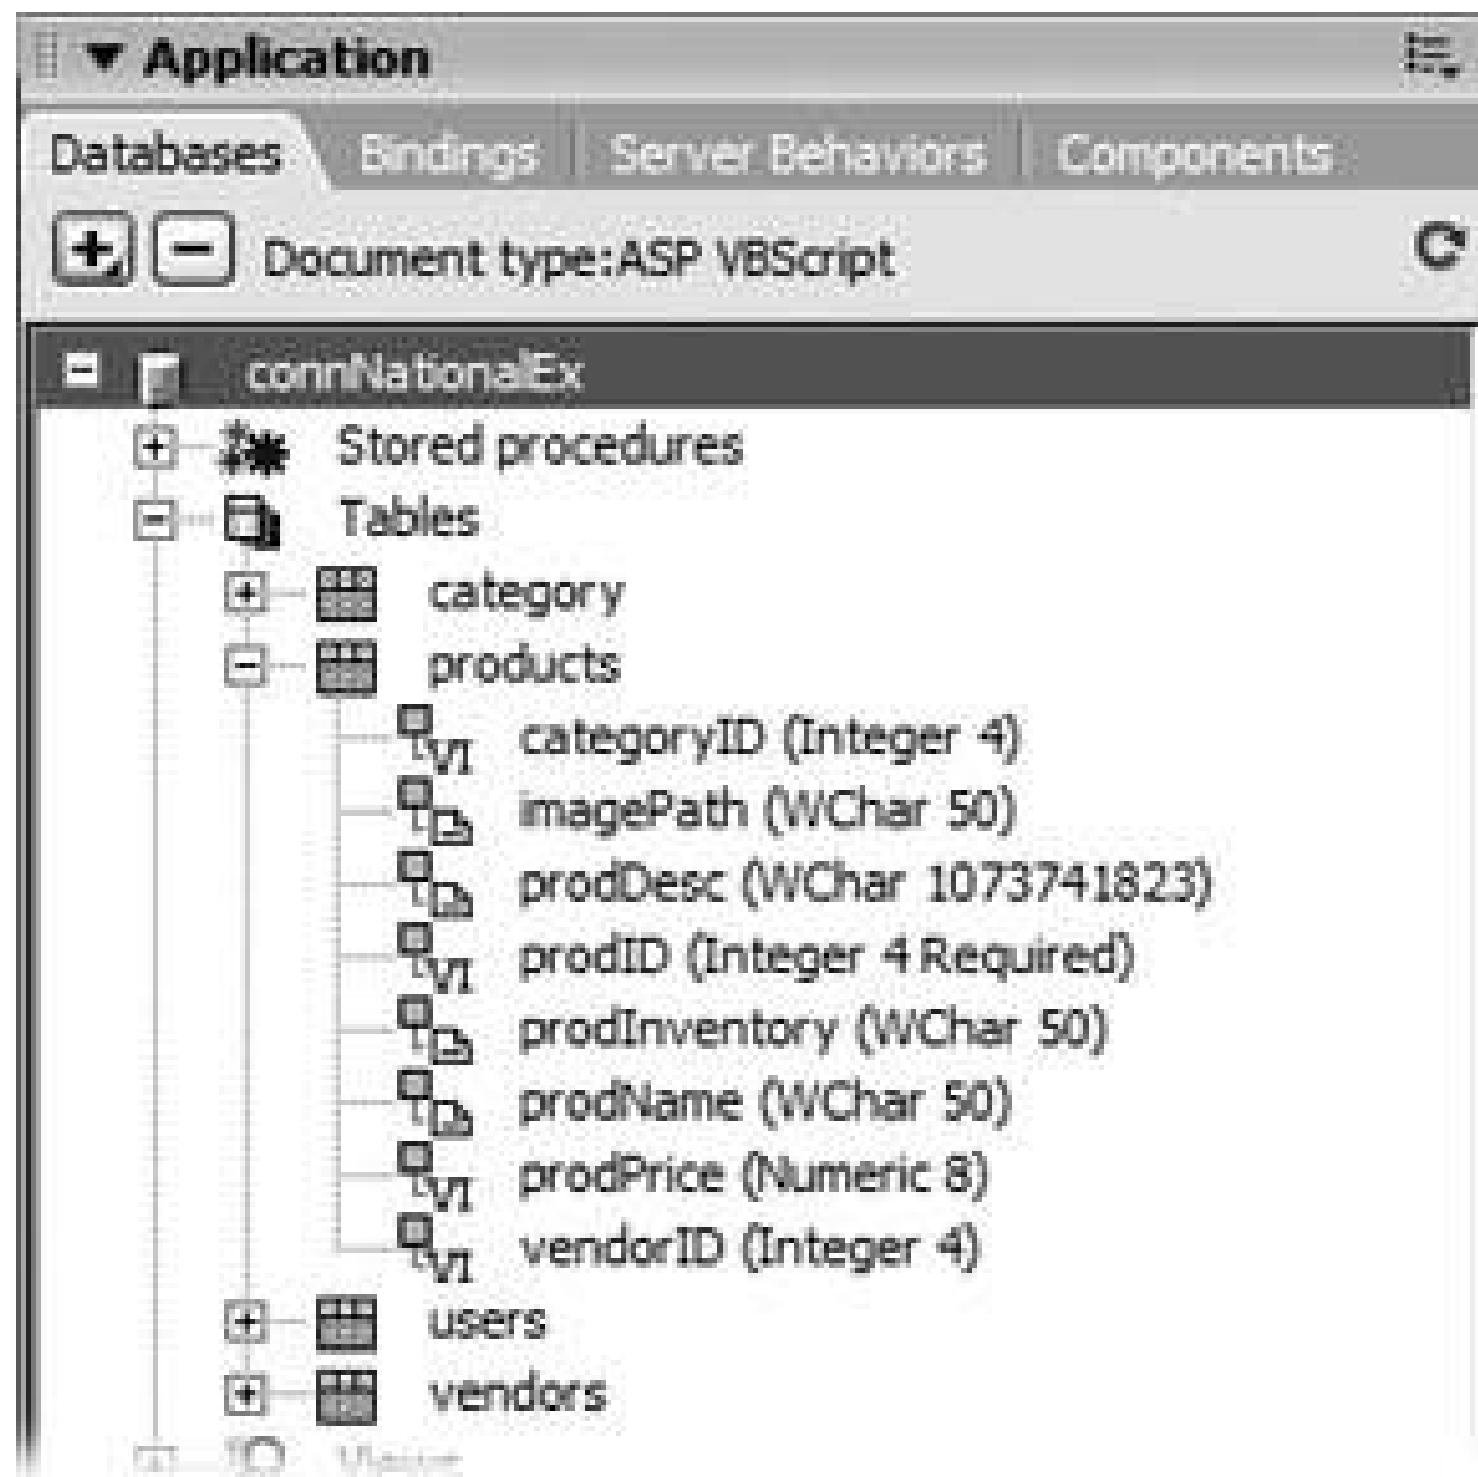 Application
Databases Bindings Server Behaviors Components
Document type:ASP VBScript
connNationalEx
Stored procedures
Tables
category
products
categoryID (Integer 4)
imagePath (WChar 50)
prodDesc (WChar 1073741823)
prodID (Integer 4 Required)
prodInventory (WChar 50)
prodName (WChar 50)
prodPrice (Numeric 8)
vendorID (Integer 4)
users
vendors